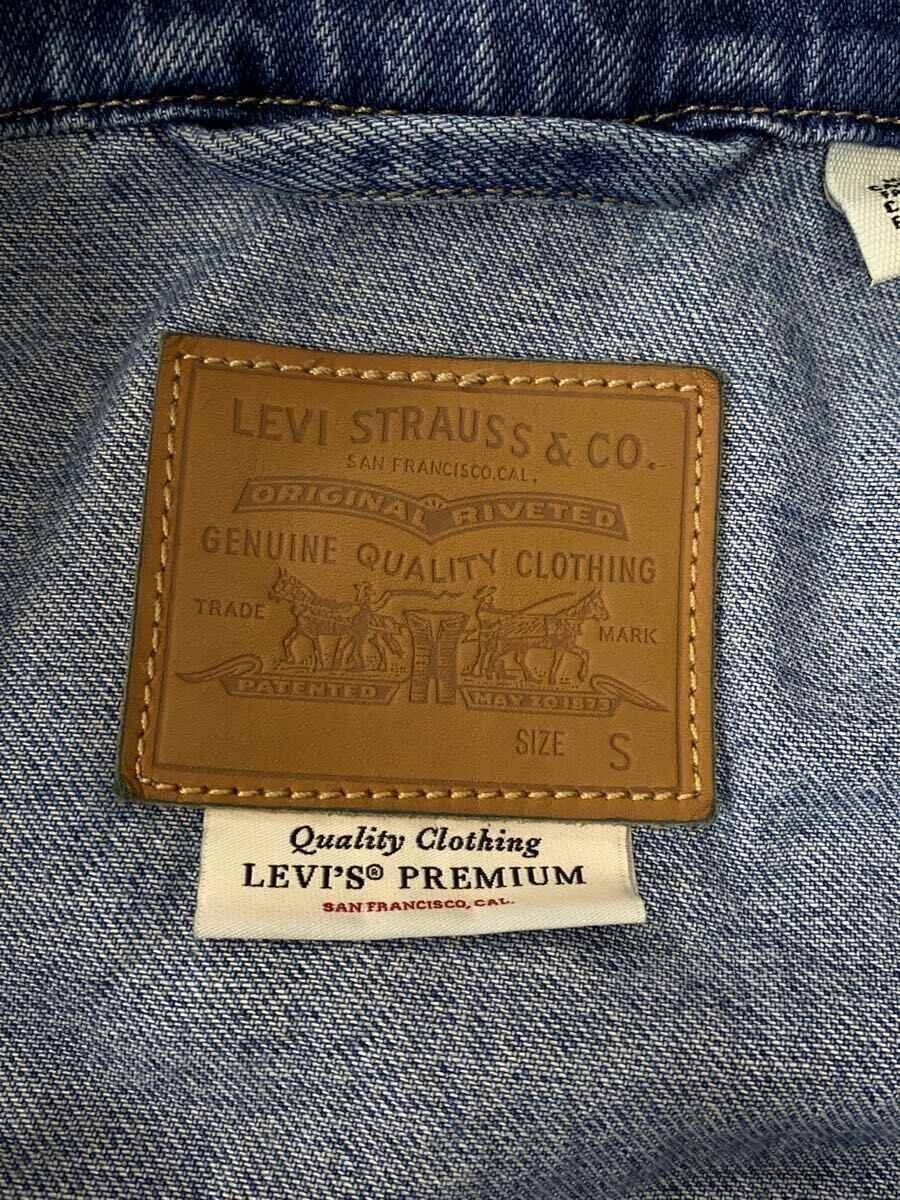 LEVI STRAUSS & CO.
SAN FRANCISCO, CAL.
ORIGINAL RIVETED
GENUINE QUALITY CLOTHING
TRADE MARK
PATENTED MAY 20 1873
SIZE S
Quality Clothing
LEVI'S® PREMIUM
SAN FRANCISCO, CAL.